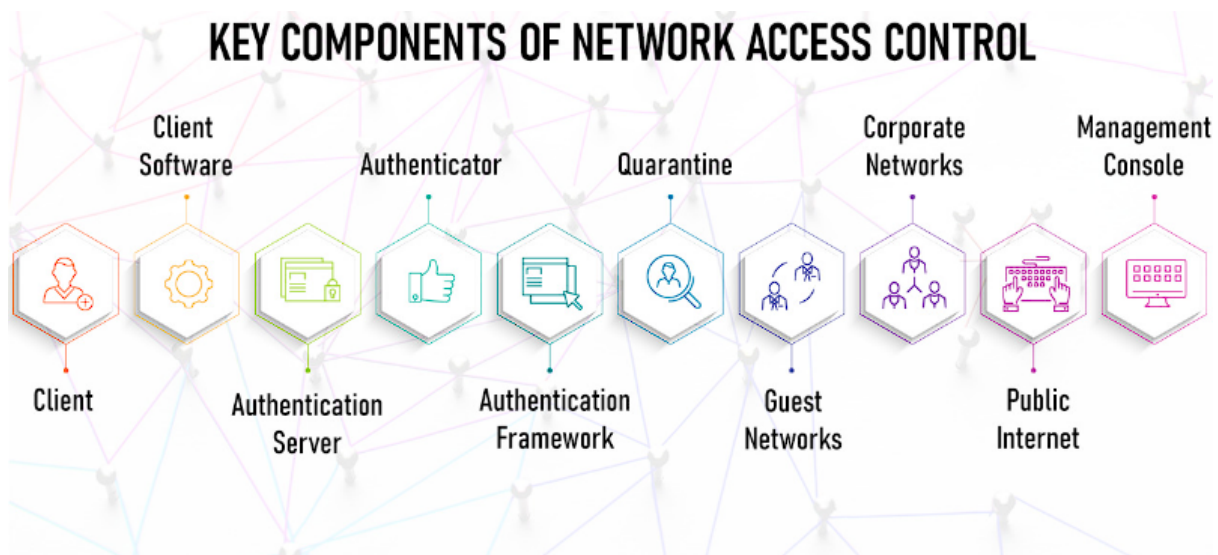 KEY COMPONENTS OF NETWORK ACCESS CONTROL
Client
Client
Software
Authentication
Server
Authenticator
Authentication
Framework
Quarantine
Guest
Networks
Corporate
Networks
Public
Internet
Management
Console